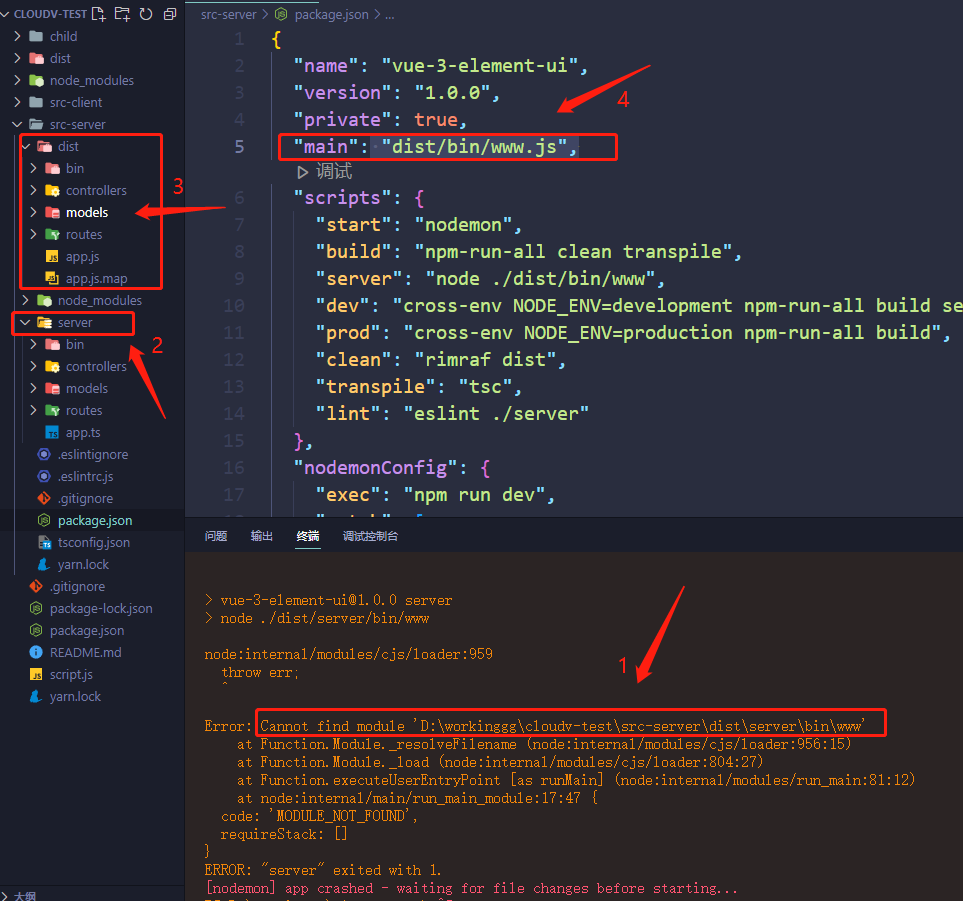 CLOUDV-TEST
child
dist
node_modules
src-client
src-server
dist
bin
controllers
models
routes
app.js
app.js.map
node_modules
server
bin
controllers
models
routes
app.ts
.eslintignore
.eslintrc.js
.gitignore
package.json
tsconfig.json
yarn.lock
.gitignore
package-lock.json
package.json
README.md
script.js
yarn.lock
大纲
3
2
src-server > package.json > ...
1 {
2 "name": "vue-3-element-ui",
3 "version": "1.0.0",
4 "private": true,
5 "main": "dist/bin/www.js",
调试
6 "scripts": {
7 "start": "nodemon",
8 "build": "npm-run-all clean transpile",
9 "server": "node ./dist/bin/www",
10 "dev": "cross-env NODE_ENV=development npm-run-all build se
11 "prod": "cross-env NODE_ENV=production npm-run-all build",
12 "clean": "rimraf dist",
13 "transpile": "tsc",
14 "lint": "eslint ./server"
15 },
16 "nodemonConfig": {
17 "exec": "npm run dev",
4
问题 输出 终端 调试控制台
> vue-3-element-ui@1.0.0 server
> node ./dist/server/bin/www
node:internal/modules/cjs/loader:959
throw err;
^
1
Error: Cannot find module 'D:\workinggg\cloudv-test\src-server\dist\server\bin\www'
at Function.Module._resolveFilename (node:internal/modules/cjs/loader:956:15)
at Function.Module._load (node:internal/modules/cjs/loader:804:27)
at Function.executeUserEntryPoint [as runMain] (node:internal/modules/run_main:81:12)
at node:internal/main/run_main_module:17:47 {
code: 'MODULE_NOT_FOUND',
requireStack: []
}
ERROR: "server" exited with 1.
[nodemon] app crashed - waiting for file changes before starting...